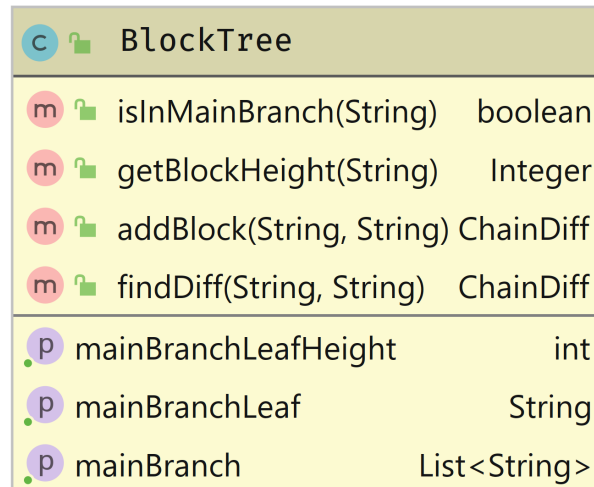 C BlockTree
m isInMainBranch(String) boolean
m getBlockHeight(String) Integer
m addBlock(String, String) ChainDiff
m findDiff(String, String) ChainDiff
p mainBranchLeafHeight int
p mainBranchLeaf String
p mainBranch List<String>